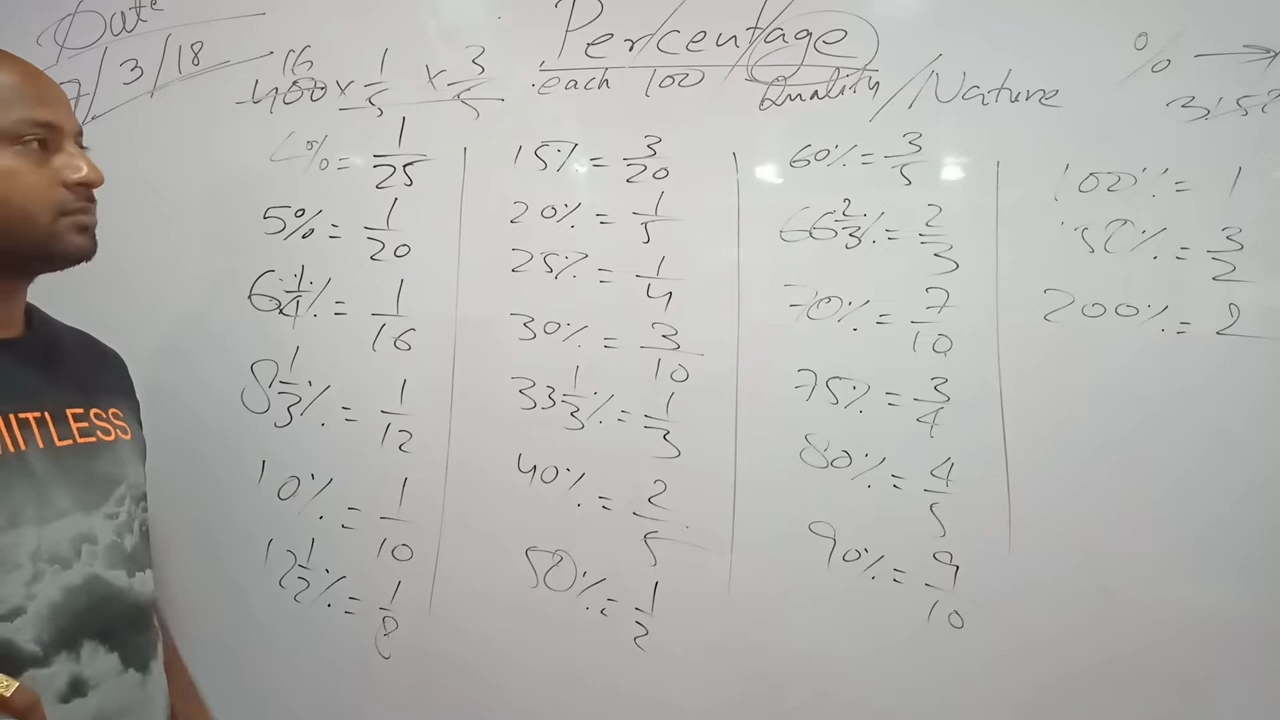 Date
7/3/18
Percentage
each 100 Quality/Nature
16
400 × 1/5 × 3/5
%
4% = 1/25
5% = 1/20
6 1/4% = 1/16
8 1/3% = 1/12
10% = 1/10
12 1/2% = 1/8
15% = 3/20
20% = 1/5
25% = 1/4
30% = 3/10
33 1/3% = 1/3
40% = 2/5
50% = 1/2
60% = 3/5
66 2/3% = 2/3
70% = 7/10
75% = 3/4
80% = 4/5
90% = 9/10
100% = 1
150% = 3/2
200% = 2
MITLESS